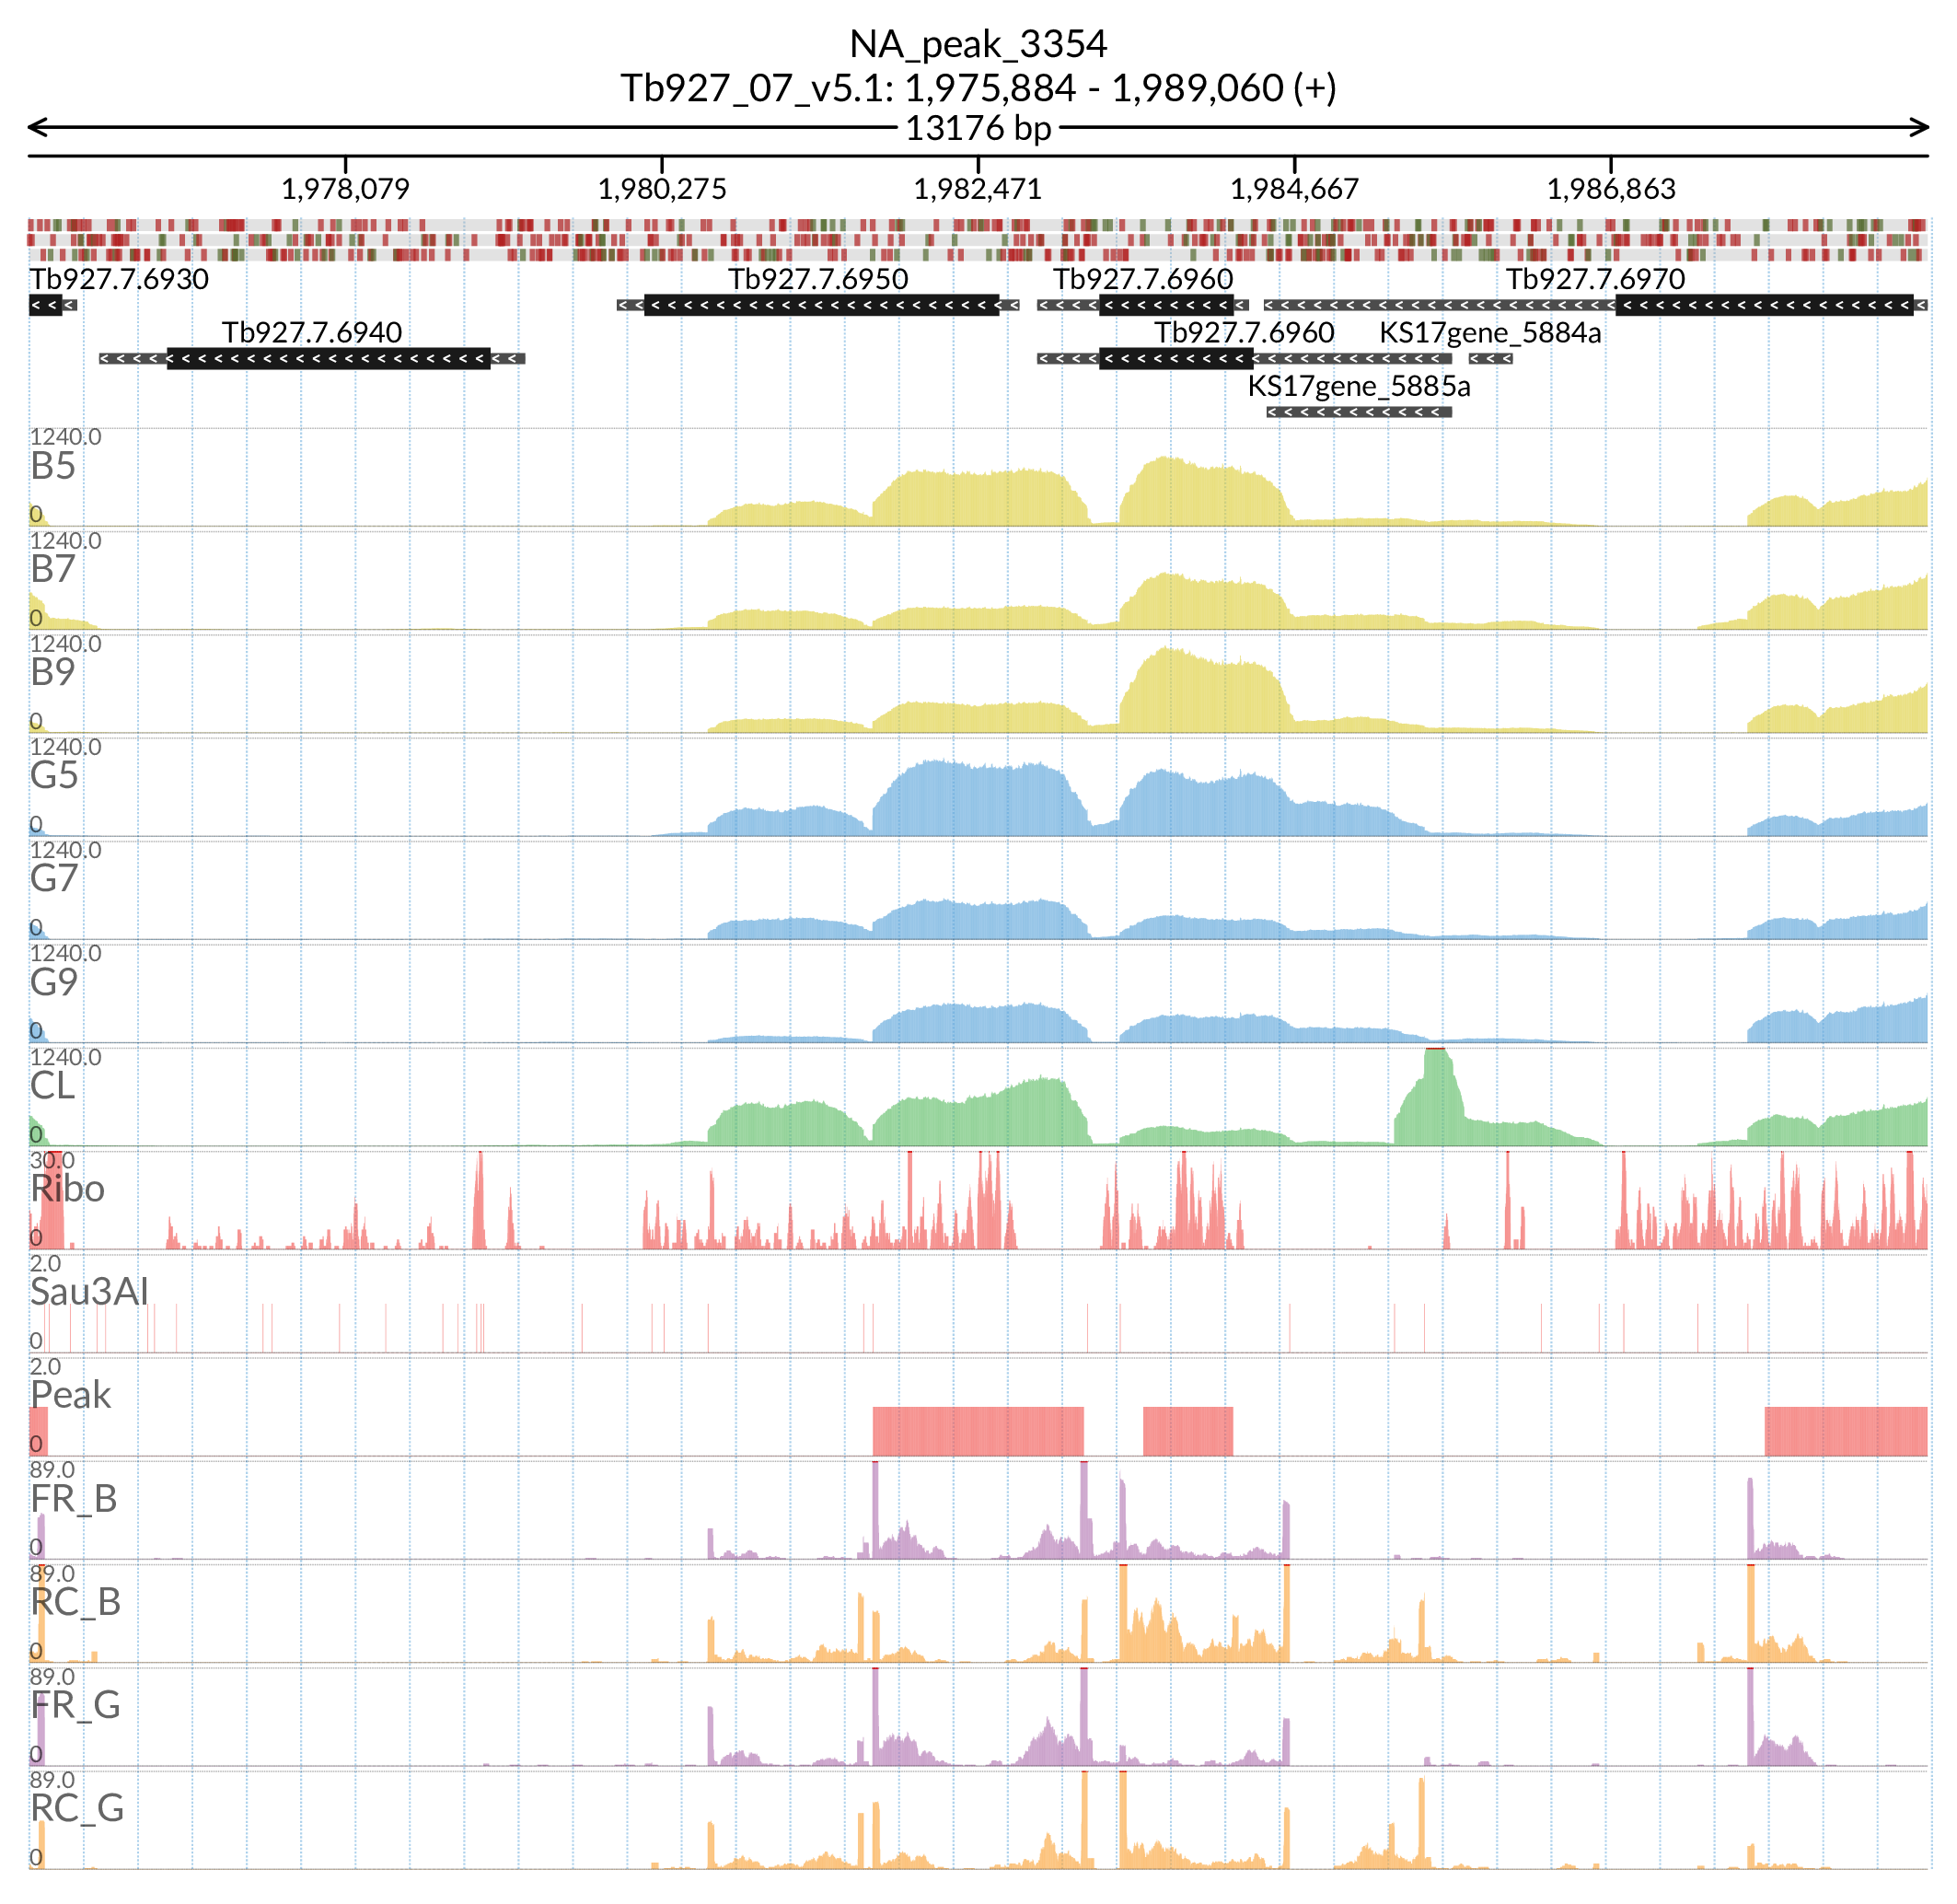 NA_peak_3354
Tb927_07_v5.1: 1,975,884 - 1,989,060 (+)
13176 bp
1,978,079 1,980,275 1,982,471 1,984,667 1,986,863
Tb927.7.6930 Tb927.7.6950 Tb927.7.6960 Tb927.7.6970
Tb927.7.6940 Tb927.7.6960 KS17gene_5884a
KS17gene_5885a
1240.0
B5
0
1240.0
B7
0
1240.0
B9
0
1240.0
G5
0
1240.0
G7
0
1240.0
G9
0
1240.0
CL
0
30.0
Ribo
0
2.0
Sau3AI
0
2.0
Peak
0
89.0
FR_B
0
89.0
RC_B
0
89.0
FR_G
0
89.0
RC_G
0